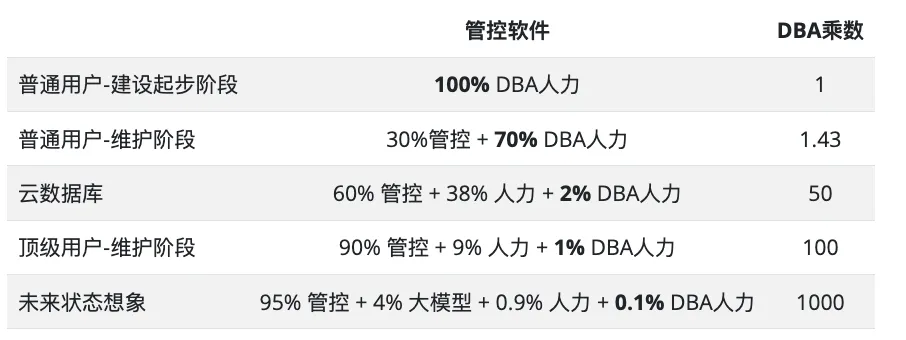 管控软件 DBA乘数
普通用户-建设起步阶段 100% DBA人力 1
普通用户-维护阶段 30%管控 + 70% DBA人力 1.43
云数据库 60% 管控 + 38% 人力 + 2% DBA人力 50
顶级用户-维护阶段 90% 管控 + 9% 人力 + 1% DBA人力 100
未来状态想象 95% 管控 + 4% 大模型 + 0.9% 人力 + 0.1% DBA人力 1000